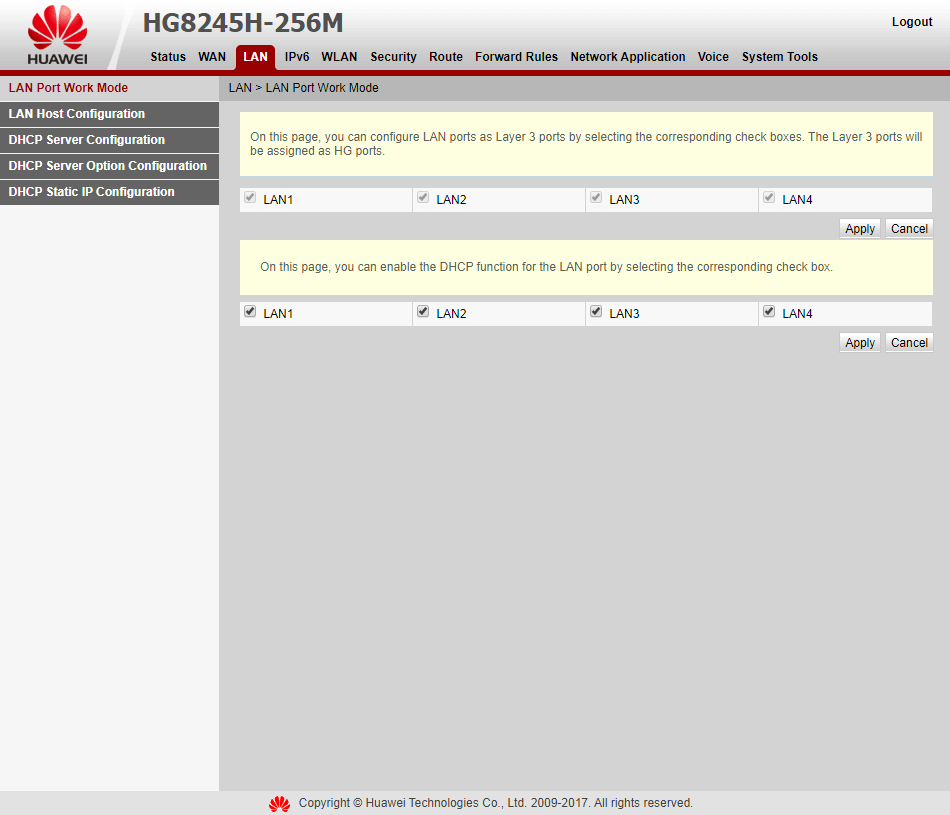 HUAWEI
HG8245H-256M
Logout
Status WAN LAN IPv6 WLAN Security Route Forward Rules Network Application Voice System Tools
LAN Port Work Mode
LAN Host Configuration
DHCP Server Configuration
DHCP Server Option Configuration
DHCP Static IP Configuration
LAN > LAN Port Work Mode
On this page, you can configure LAN ports as Layer 3 ports by selecting the corresponding check boxes. The Layer 3 ports will
be assigned as HG ports.
LAN1 LAN2 LAN3 LAN4
Apply Cancel
On this page, you can enable the DHCP function for the LAN port by selecting the corresponding check box.
LAN1 LAN2 LAN3 LAN4
Apply Cancel
Copyright © Huawei Technologies Co., Ltd. 2009-2017. All rights reserved.